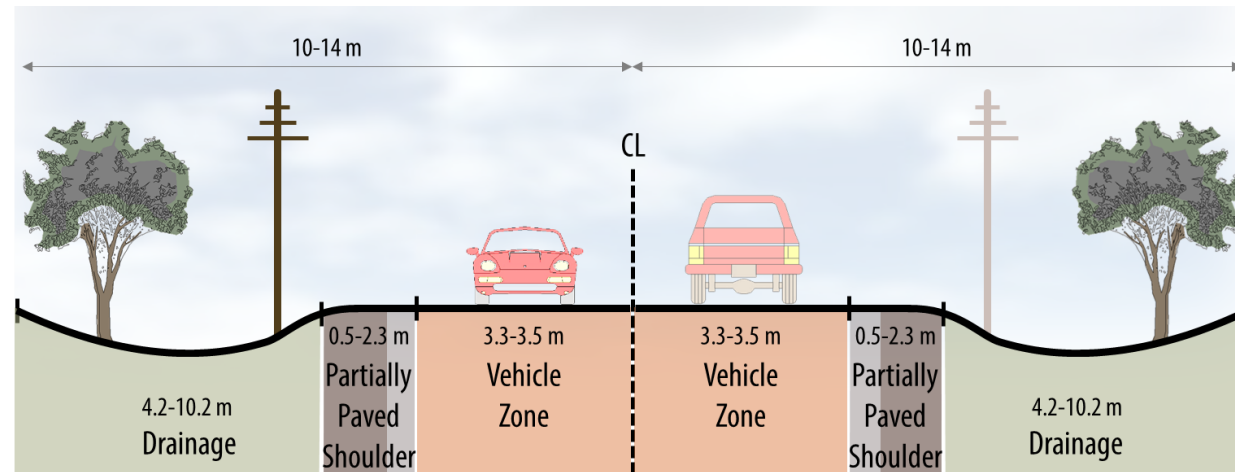 10-14 m
10-14 m
CL
0.5-2.3 m
Partially
Paved
Shoulder
3.3-3.5 m
Vehicle
Zone
3.3-3.5 m
Vehicle
Zone
0.5-2.3 m
Partially
Paved
Shoulder
4.2-10.2 m
Drainage
4.2-10.2 m
Drainage